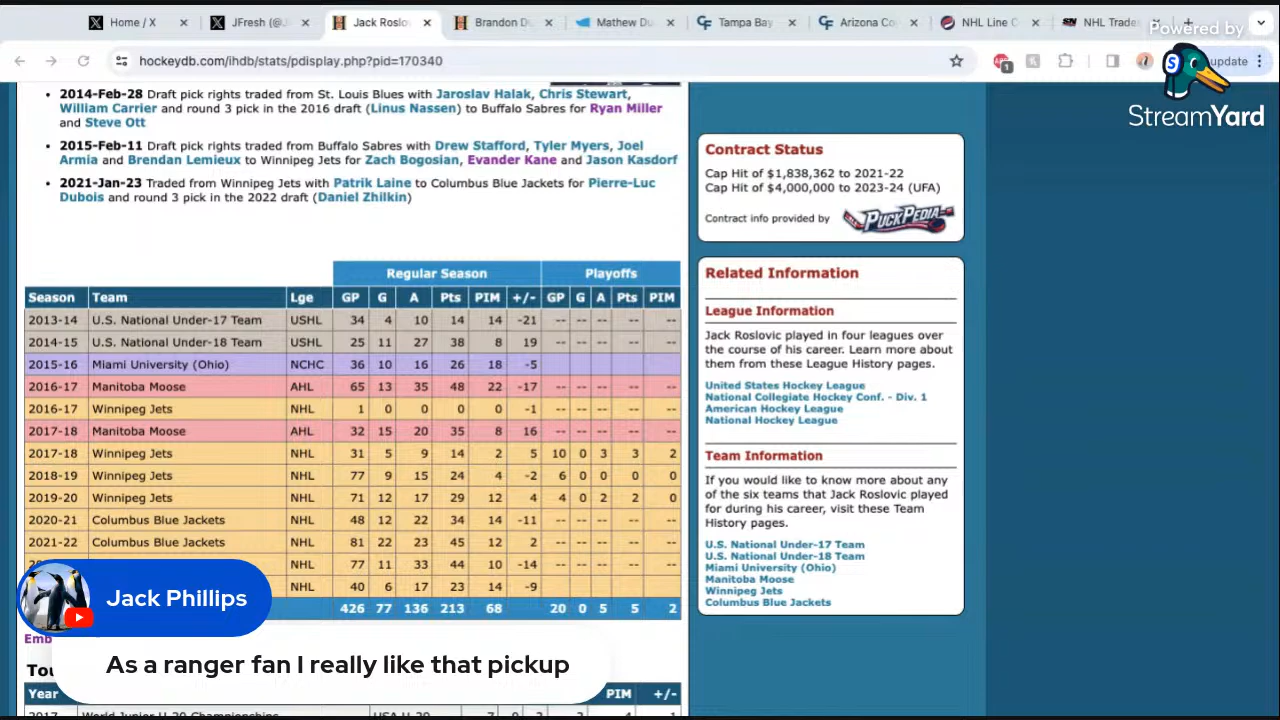 Home / X
JFresh (@J
Jack Roslov
Brandon Du
Mathew Du
Tampa Bay
Arizona Co
NHL Line C
NHL Trades
Powered by
hockeydb.com/ihdb/stats/pdisplay.php?pid=170340
1
S
update
StreamYard
• 2014-Feb-28 Draft pick rights traded from St. Louis Blues with Jaroslav Halak, Chris Stewart,
William Carrier and round 3 pick in the 2016 draft (Linus Nassen) to Buffalo Sabres for Ryan Miller
and Steve Ott
• 2015-Feb-11 Draft pick rights traded from Buffalo Sabres with Drew Stafford, Tyler Myers, Joel
Armia and Brendan Lemieux to Winnipeg Jets for Zach Bogosian, Evander Kane and Jason Kasdorf
• 2021-Jan-23 Traded from Winnipeg Jets with Patrik Laine to Columbus Blue Jackets for Pierre-Luc
Dubois and round 3 pick in the 2022 draft (Daniel Zhilkin)
Regular Season Playoffs
Season Team Lge GP G A Pts PIM +/- GP G A Pts PIM
2013-14 U.S. National Under-17 Team USHL 34 4 10 14 14 -21 -- -- -- -- --
2014-15 U.S. National Under-18 Team USHL 25 11 27 38 8 19 -- -- -- -- --
2015-16 Miami University (Ohio) NCHC 36 10 16 26 18 -5
2016-17 Manitoba Moose AHL 65 13 35 48 22 -17 -- -- -- -- --
2016-17 Winnipeg Jets NHL 1 0 0 0 0 -1 -- -- -- -- --
2017-18 Manitoba Moose AHL 32 15 20 35 8 16 -- -- -- -- --
2017-18 Winnipeg Jets NHL 31 5 9 14 2 5 10 0 3 3 2
2018-19 Winnipeg Jets NHL 77 9 15 24 4 -2 6 0 0 0 0
2019-20 Winnipeg Jets NHL 71 12 17 29 12 4 4 0 2 2 0
2020-21 Columbus Blue Jackets NHL 48 12 22 34 14 -11 -- -- -- -- --
2021-22 Columbus Blue Jackets NHL 81 22 23 45 12 2 -- -- -- -- --
NHL 77 11 33 44 10 -14 -- -- -- -- --
NHL 40 6 17 23 14 -9
426 77 136 213 68 20 0 5 5 2
Contract Status
Cap Hit of $1,838,362 to 2021-22
Cap Hit of $4,000,000 to 2023-24 (UFA)
Contract info provided by PUCKPEDIA
Related Information
League Information
Jack Roslovic played in four leagues over
the course of his career. Learn more about
them from these League History pages.
United States Hockey League
National Collegiate Hockey Conf. - Div. 1
American Hockey League
National Hockey League
Team Information
If you would like to know more about any
of the six teams that Jack Roslovic played
for during his career, visit these Team
History pages.
U.S. National Under-17 Team
U.S. National Under-18 Team
Miami University (Ohio)
Manitoba Moose
Winnipeg Jets
Columbus Blue Jackets
Jack Phillips
Emb
As a ranger fan I really like that pickup
Tou
Year PIM +/-